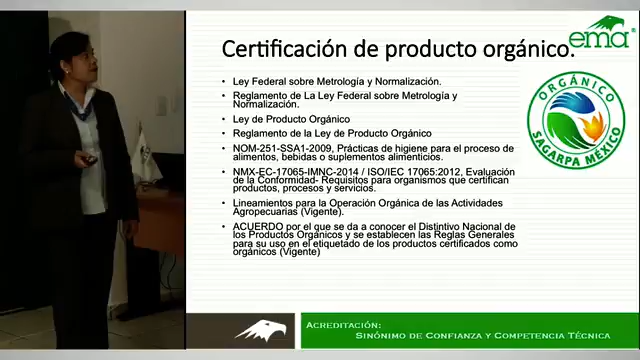 ema
Certificación de producto orgánico.
• Ley Federal sobre Metrología y Normalización.
• Reglamento de La Ley Federal sobre Metrología y
Normalización.
• Ley de Producto Orgánico
• Reglamento de la Ley de Producto Orgánico
• NOM-251-SSA1-2009, Prácticas de higiene para el proceso de
alimentos, bebidas o suplementos alimenticios.
• NMX-EC-17065-IMNC-2014 / ISO/IEC 17065:2012, Evaluación
de la Conformidad- Requisitos para organismos que certifican
productos, procesos y servicios.
• Lineamientos para la Operación Orgánica de las Actividades
Agropecuarias (Vigente).
• ACUERDO por el que se da a conocer el Distintivo Nacional de
los Productos Orgánicos y se establecen las Reglas Generales
para su uso en el etiquetado de los productos certificados como
orgánicos (Vigente)
ORGÁNICO
SAGARPA MÉXICO
ACREDITACIÓN:
SINÓNIMO DE CONFIANZA Y COMPETENCIA TÉCNICA